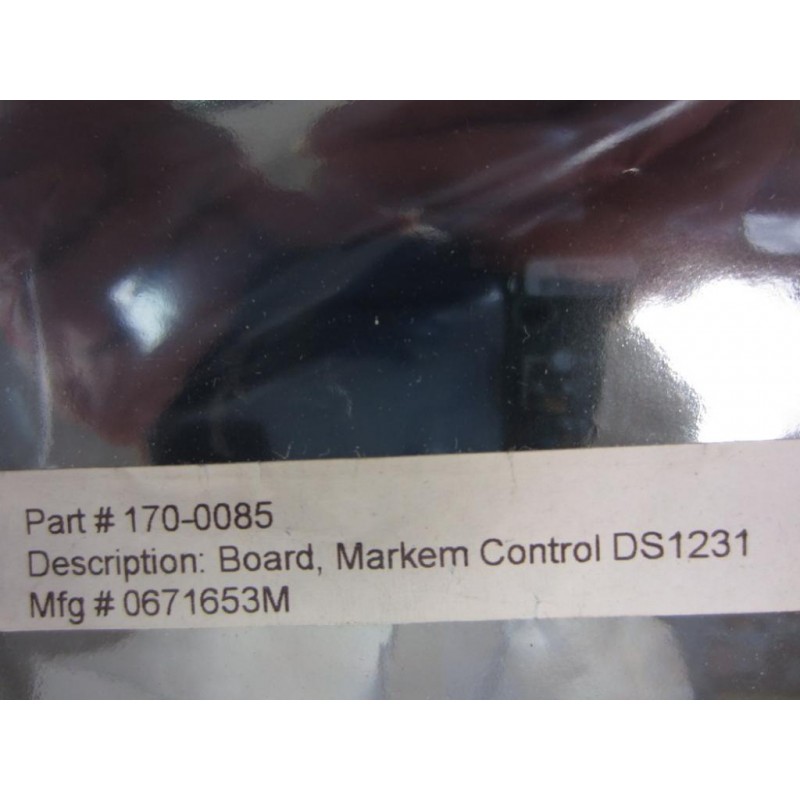 Part # 170-0085
Description: Board, Markem Control DS1231
Mfg # 0671653M